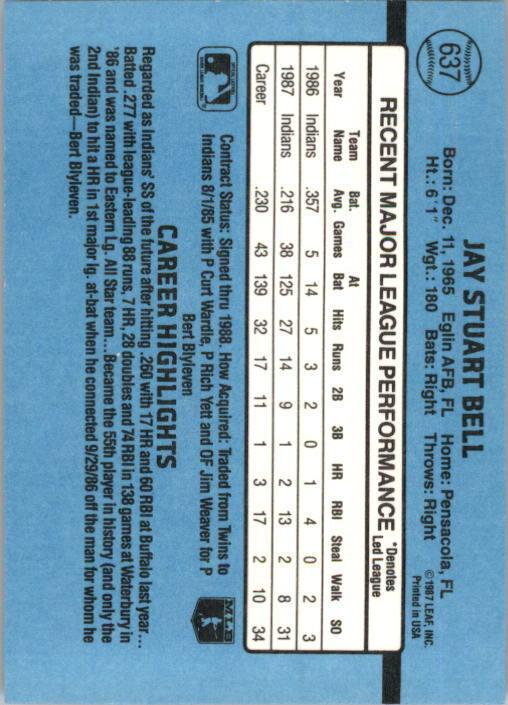 637
JAY STUART BELL
Born: Dec. 11, 1965 Eglin AFB, FL Home: Pensacola, FL
Ht.: 6'1" Wgt.: 180 Bats: Right Throws: Right
©1987 LEAF, INC.
Printed in USA
RECENT MAJOR LEAGUE PERFORMANCE *Denotes Led League
Year Team Name Bat. Avg. Games At Bat Hits Runs 2B 3B HR RBI Steal Walk SO
1986 Indians .357 5 14 5 3 2 0 1 4 0 2 3
1987 Indians .216 38 125 27 14 9 1 2 13 2 8 31
Career .230 43 139 32 17 11 1 3 17 2 10 34
Contract Status: Signed thru 1988. How Acquired: Traded from Twins to
Indians 8/1/85 with P Curt Wardle, P Rich Yett and OF Jim Weaver for P
Bert Blyleven
MLB
CAREER HIGHLIGHTS
Regarded as Indians' SS of the future after hitting .260 with 17 HR and 60 RBI at Buffalo last year...
Batted .277 with league-leading 88 runs, 7 HR, 28 doubles and 74 RBI in 138 games at Waterbury in
'86 and was named to Eastern Lg. All Star team...Became the 55th player in history (and only the
2nd Indian) to hit a HR in 1st major lg. at-bat when he connected 9/29/86 off the man for whom he
was traded—Bert Blyleven.